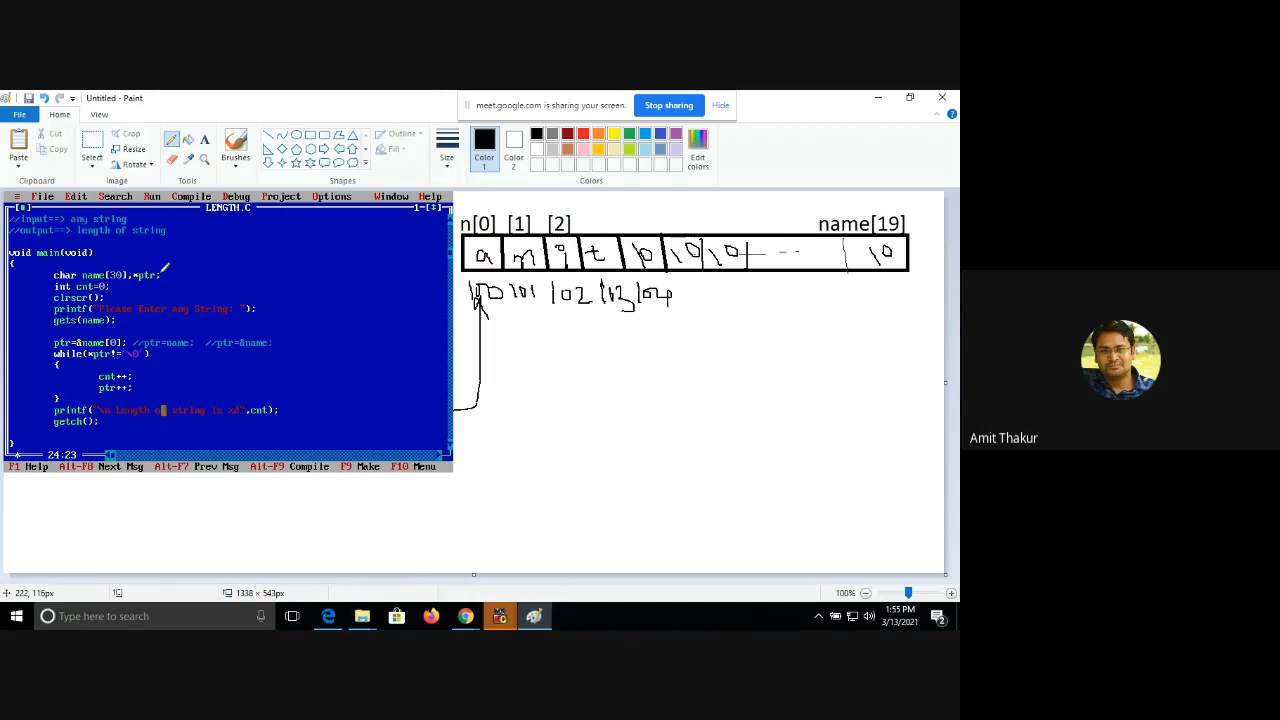 Untitled - Paint
meet.google.com is sharing your screen. Stop sharing Hide
File Home View
Paste Cut Copy Select Crop Resize Rotate Brushes Outline Fill Size Color 1 Color 2 Edit colors
Clipboard Image Tools Shapes Colors
≡ File Edit Search Run Compile Debug Project Options Window Help
LENGTH.C 1
//input==> any string
//output==> length of string
void main(void)
{
char name[30],*ptr;
int cnt=0;
clrscr();
printf("Please Enter any String: ");
gets(name);
ptr=&name[0]; //ptr=name; //ptr=&name;
while(*ptr!='\0')
{
cnt++;
ptr++;
}
printf("\n Length of string is %d",cnt);
getch();
}
24:23
F1 Help Alt-F8 Next Msg Alt-F7 Prev Msg Alt-F9 Compile F9 Make F10 Menu
n[0] [1] [2] name[19]
a m i t \0 \0 \0 -- \0
100 101 102 103 104
Amit Thakur
222, 116px 1338 × 543px 100%
Type here to search
1:55 PM
3/13/2021
2